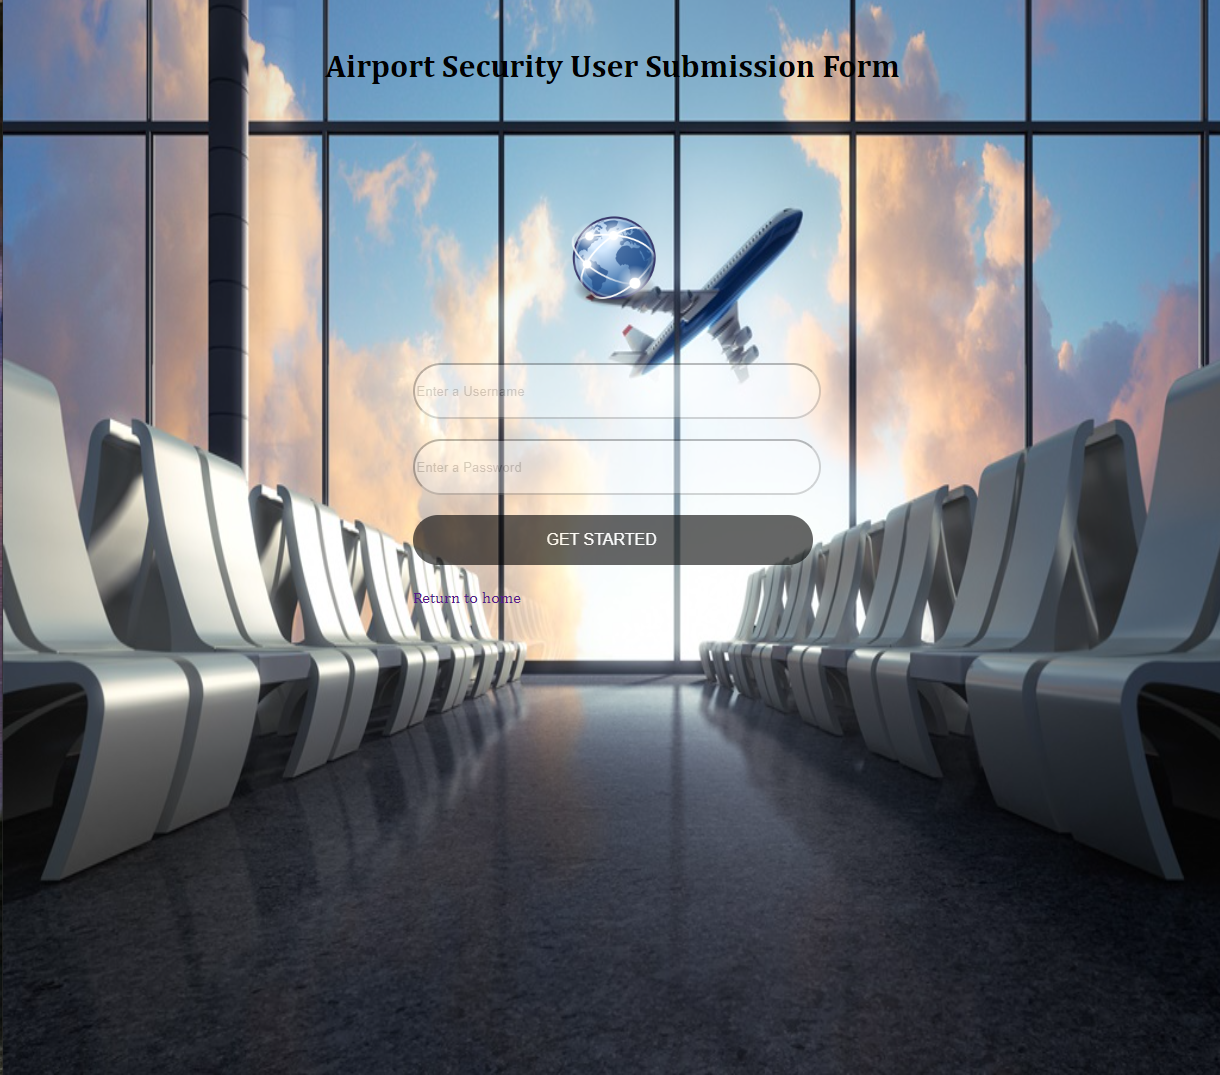 Airport Security User Submission Form
Enter a Username
Enter a Password
GET STARTED
Return to home